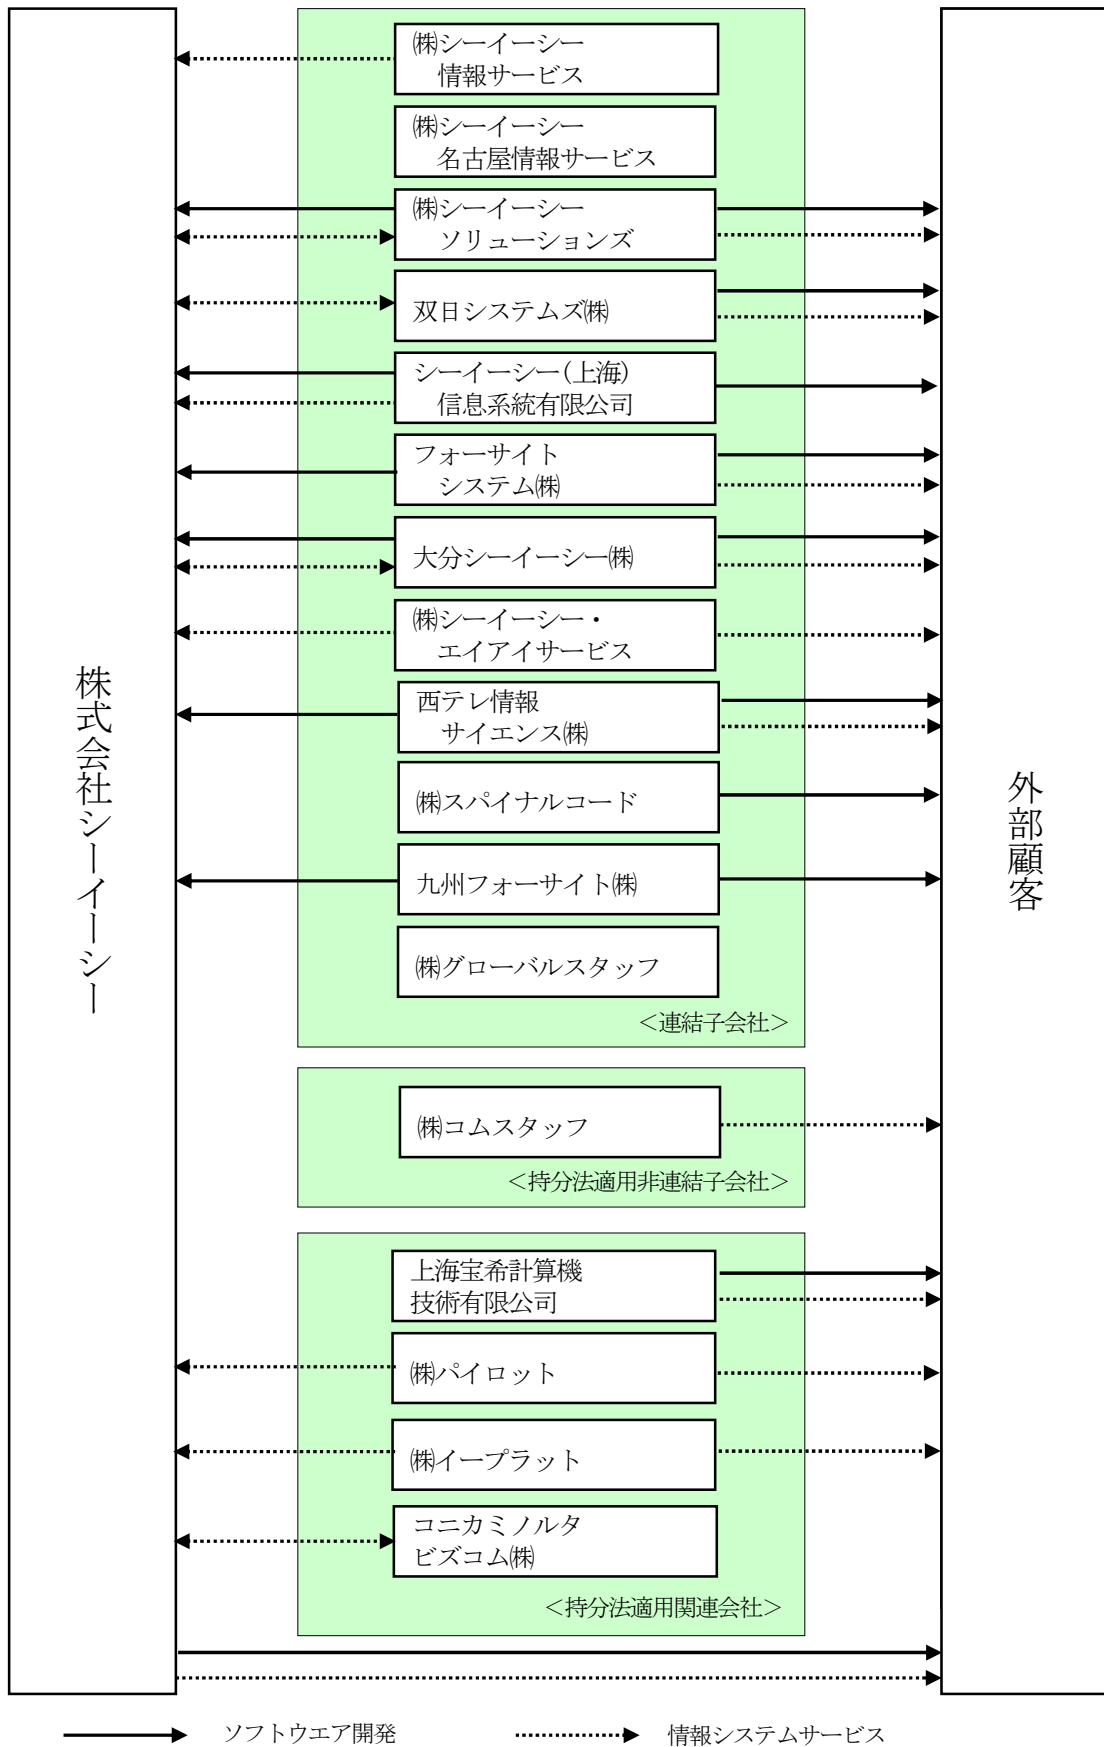 ㈱シーイーシー
情報サービス
㈱シーイーシー
名古屋情報サービス
㈱シーイーシー
ソリューションズ
双日システムズ㈱
シーイーシー(上海)
信息系統有限公司
フォーサイト
システム㈱
大分シーイーシー㈱
㈱シーイーシー・
エイアイサービス
西テレ情報
サイエンス㈱
㈱スパイナルコード
九州フォーサイト㈱
㈱グローバルスタッフ
＜連結子会社＞
株式会社シーイーシー
外部顧客
㈱コムスタッフ
＜持分法適用非連結子会社＞
上海宝希計算機
技術有限公司
㈱パイロット
㈱イープラット
コニカミノルタ
ビズコム㈱
＜持分法適用関連会社＞
ソフトウエア開発
情報システムサービス